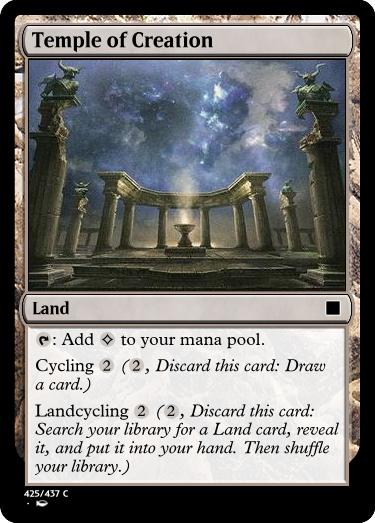 Temple of Creation
Land
: Add to your mana pool.
Cycling 2 (2, Discard this card: Draw
a card.)
Landcycling 2 (2, Discard this card:
Search your library for a Land card, reveal
it, and put it into your hand. Then shuffle
your library.)
425/437 C